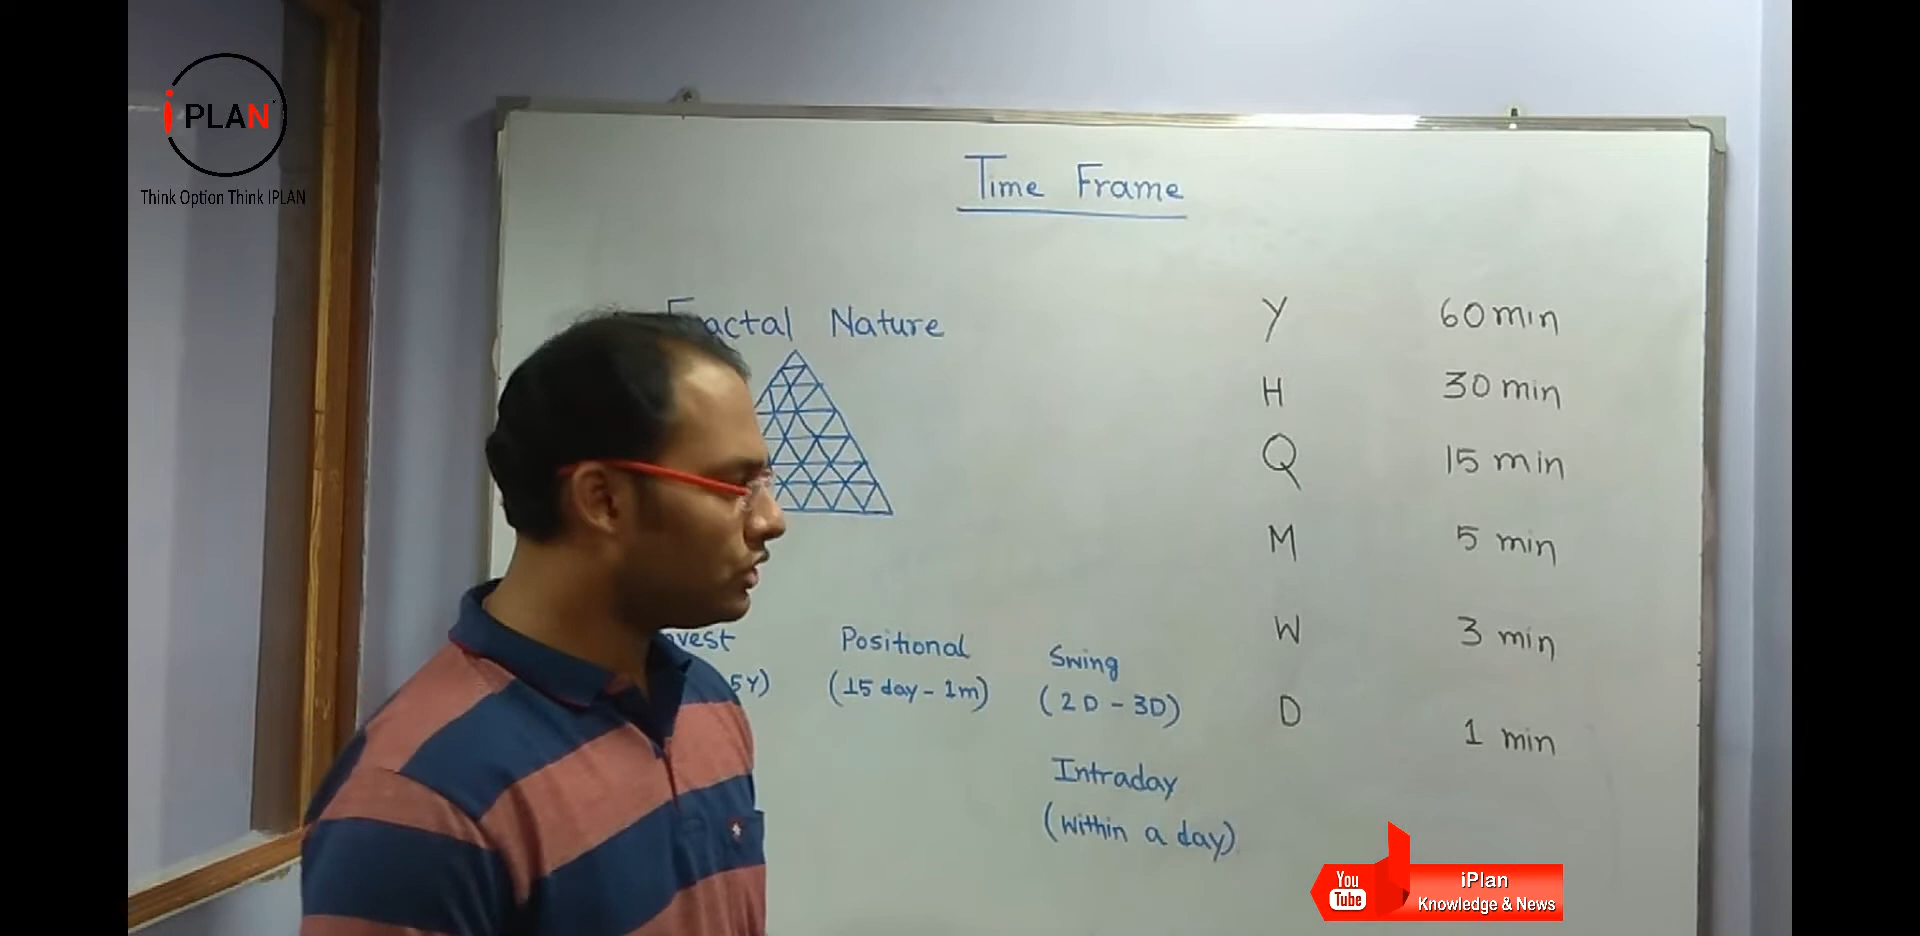 iPLAN
Think Option Think IPLAN
Time Frame
Fractal Nature
Y 60 min
H 30 min
Q 15 min
M 5 min
W 3 min
D 1 min
Positional
(15 day - 1m)
Swing
(2D - 3D)
5Y)
Intraday
(within a day)
You
Tube
iPlan
Knowledge & News